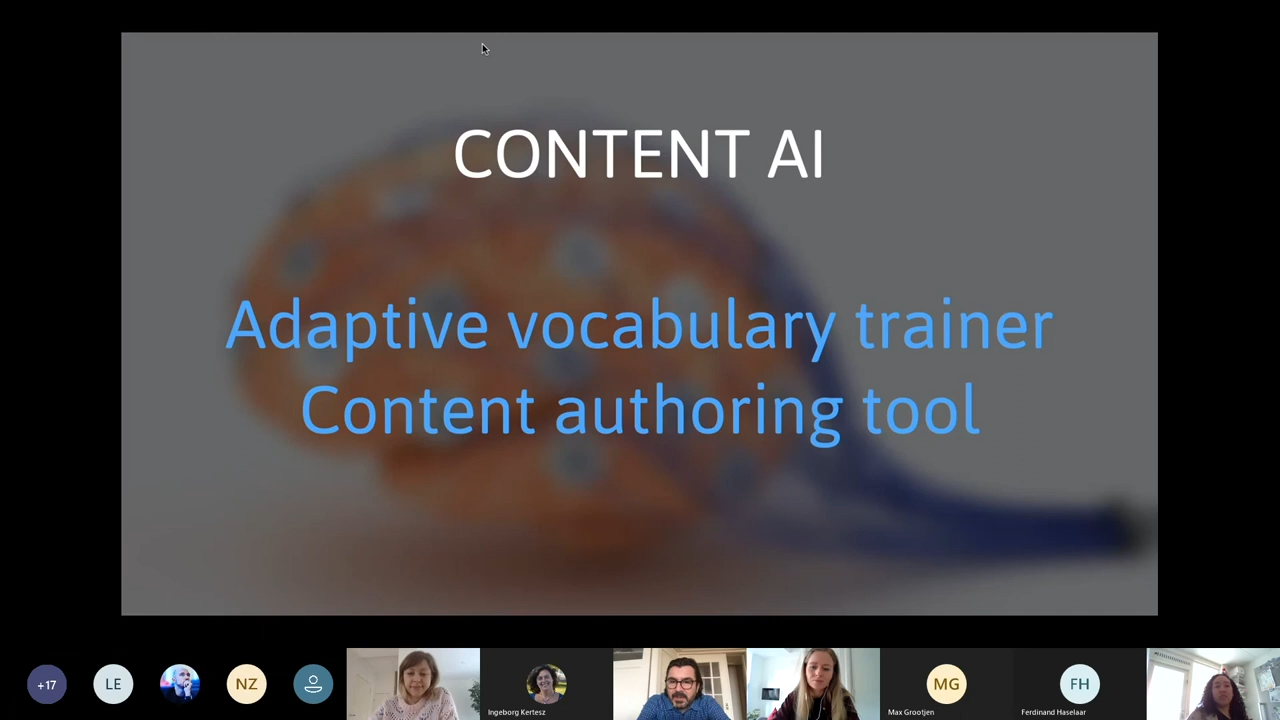 CONTENT AI
Adaptive vocabulary trainer
Content authoring tool
+17
LE
NZ
Ingeborg Kertesz
MG
Max Grootjen
FH
Ferdinand Haselaar